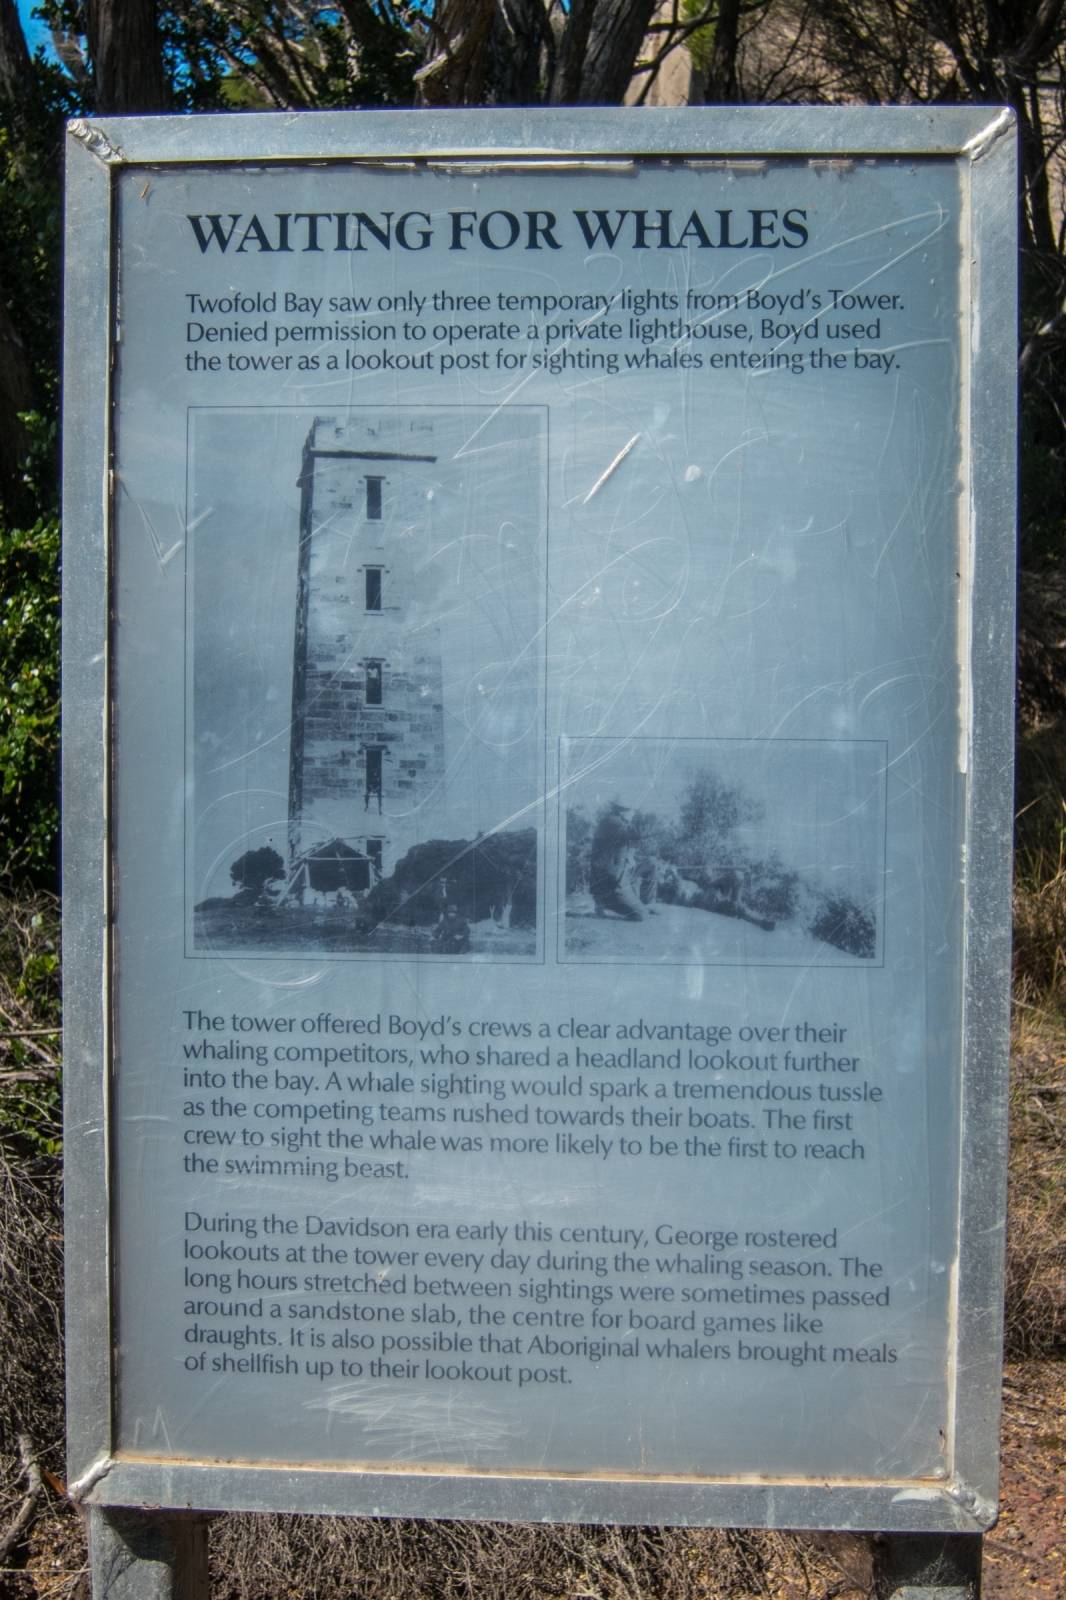 WAITING FOR WHALES
Twofold Bay saw only three temporary lights from Boyd's Tower.
Denied permission to operate a private lighthouse, Boyd used
the tower as a lookout post for sighting whales entering the bay.
The tower offered Boyd's crews a clear advantage over their
whaling competitors, who shared a headland lookout further
into the bay. A whale sighting would spark a tremendous tussle
as the competing teams rushed towards their boats. The first
crew to sight the whale was more likely to be the first to reach
the swimming beast.
During the Davidson era early this century, George rostered
lookouts at the tower every day during the whaling season. The
long hours stretched between sightings were sometimes passed
around a sandstone slab, the centre for board games like
draughts. It is also possible that Aboriginal whalers brought meals
of shellfish up to their lookout post.